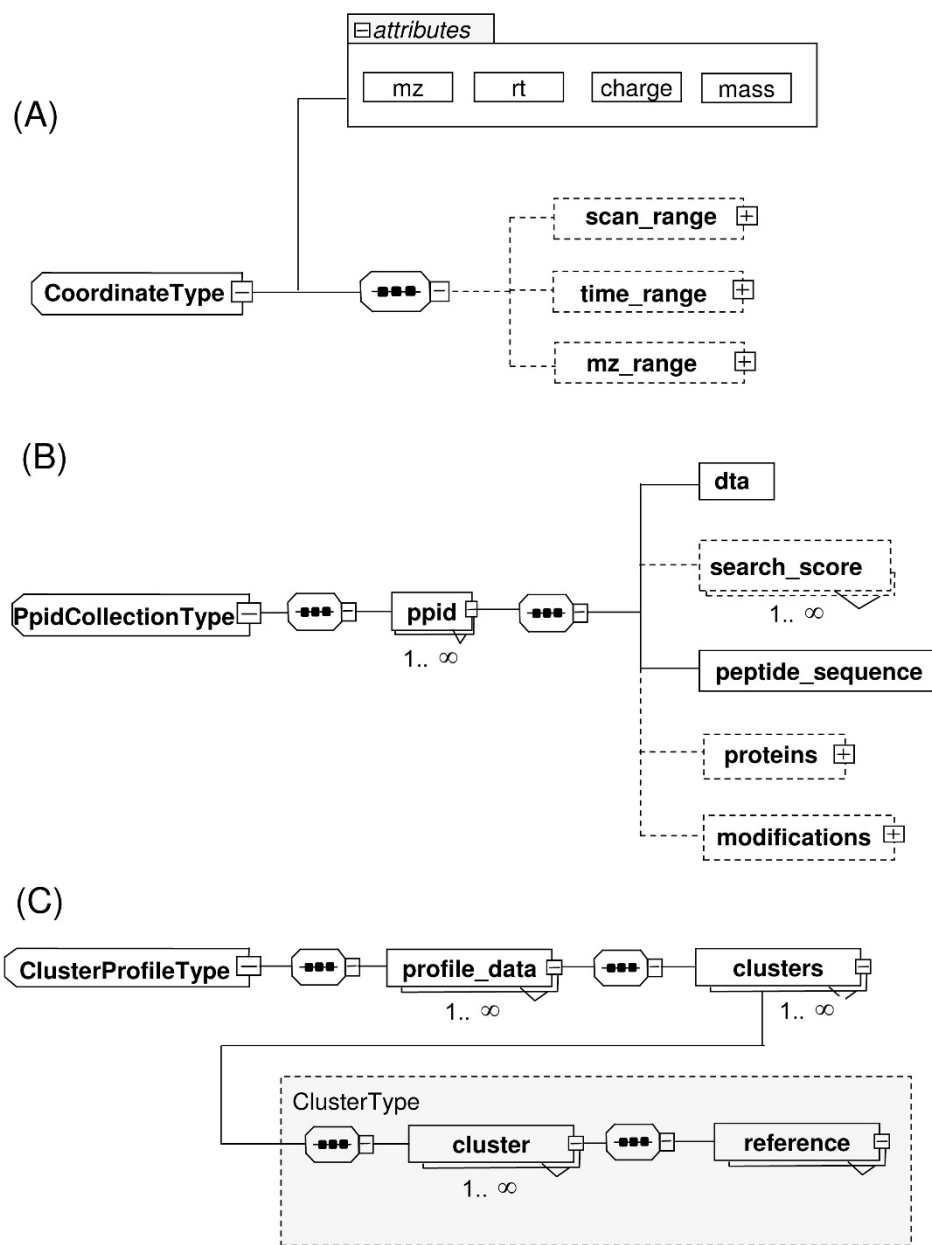 attributes
mz rt charge mass
(A)
scan_range
CoordinateType
time_range
mz_range
(B)
dta
search_score
1.. ∞
PpidCollectionType
ppid
1.. ∞
peptide_sequence
proteins
modifications
(C)
ClusterProfileType profile_data clusters
1.. ∞ 1.. ∞
ClusterType
cluster reference
1.. ∞